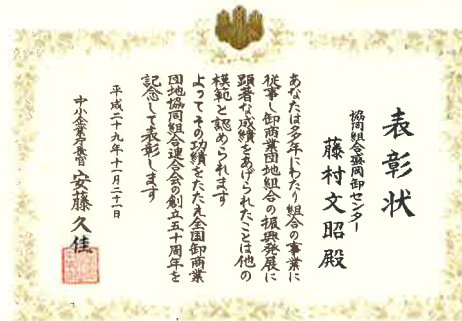 表彰状
協同組合盛岡卸センター
藤村文昭殿
あなたは多年にわたり組合の事業に
従事し卸商業団地組合の振興発展に
顕著な成績をあげられたことは他の
模範と認められます
よってその功績をたたえ全国卸商業
団地協同組合連合会の創立五十周年を
記念して表彰します
平成二十九年十一月二十一日
中小企業庁長官 安藤久佳